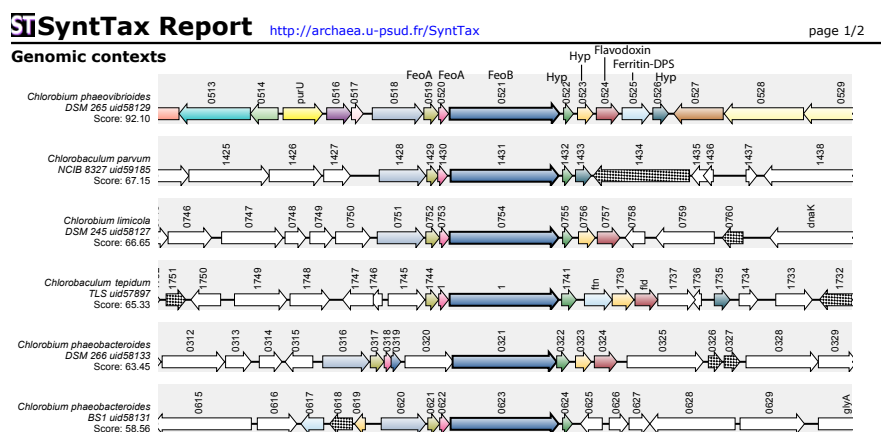 ST SyntTax Report http://archaea.u-psud.fr/SyntTax page 1/2
Genomic contexts
Hyp Flavodoxin
FeoA FeoA FeoB Hyp Ferritin-DPS Hyp
0513 0514 purU 0516 0517 0518 0519 0520 0521 0522 0523 0524 0525 0526 0527 0528 0529
Chlorobium phaeovibrioides
DSM 265 uid58129
Score: 92.10
1425 1426 1427 1428 1429 1430 1431 1432 1433 1434 1435 1436 1437 1438
Chlorobaculum parvum
NCIB 8327 uid59185
Score: 67.15
0746 0747 0748 0749 0750 0751 0752 0753 0754 0755 0756 0757 0758 0759 0760 dnaK
Chlorobium limicola
DSM 245 uid58127
Score: 66.65
1751 1750 1749 1748 1747 1746 1745 1744 1 1 1741 ftn 1739 fld 1737 1736 1735 1734 1733 1732
Chlorobaculum tepidum
TLS uid57897
Score: 65.33
0312 0313 0314 0315 0316 0317 0318 0319 0320 0321 0322 0323 0324 0325 0326 0327 0328 0329
Chlorobium phaeobacteroides
DSM 266 uid58133
Score: 63.45
0615 0616 0617 0618 0619 0620 0621 0622 0623 0624 0625 0626 0627 0628 0629 glyA
Chlorobium phaeobacteroides
BS1 uid58131
Score: 58.56